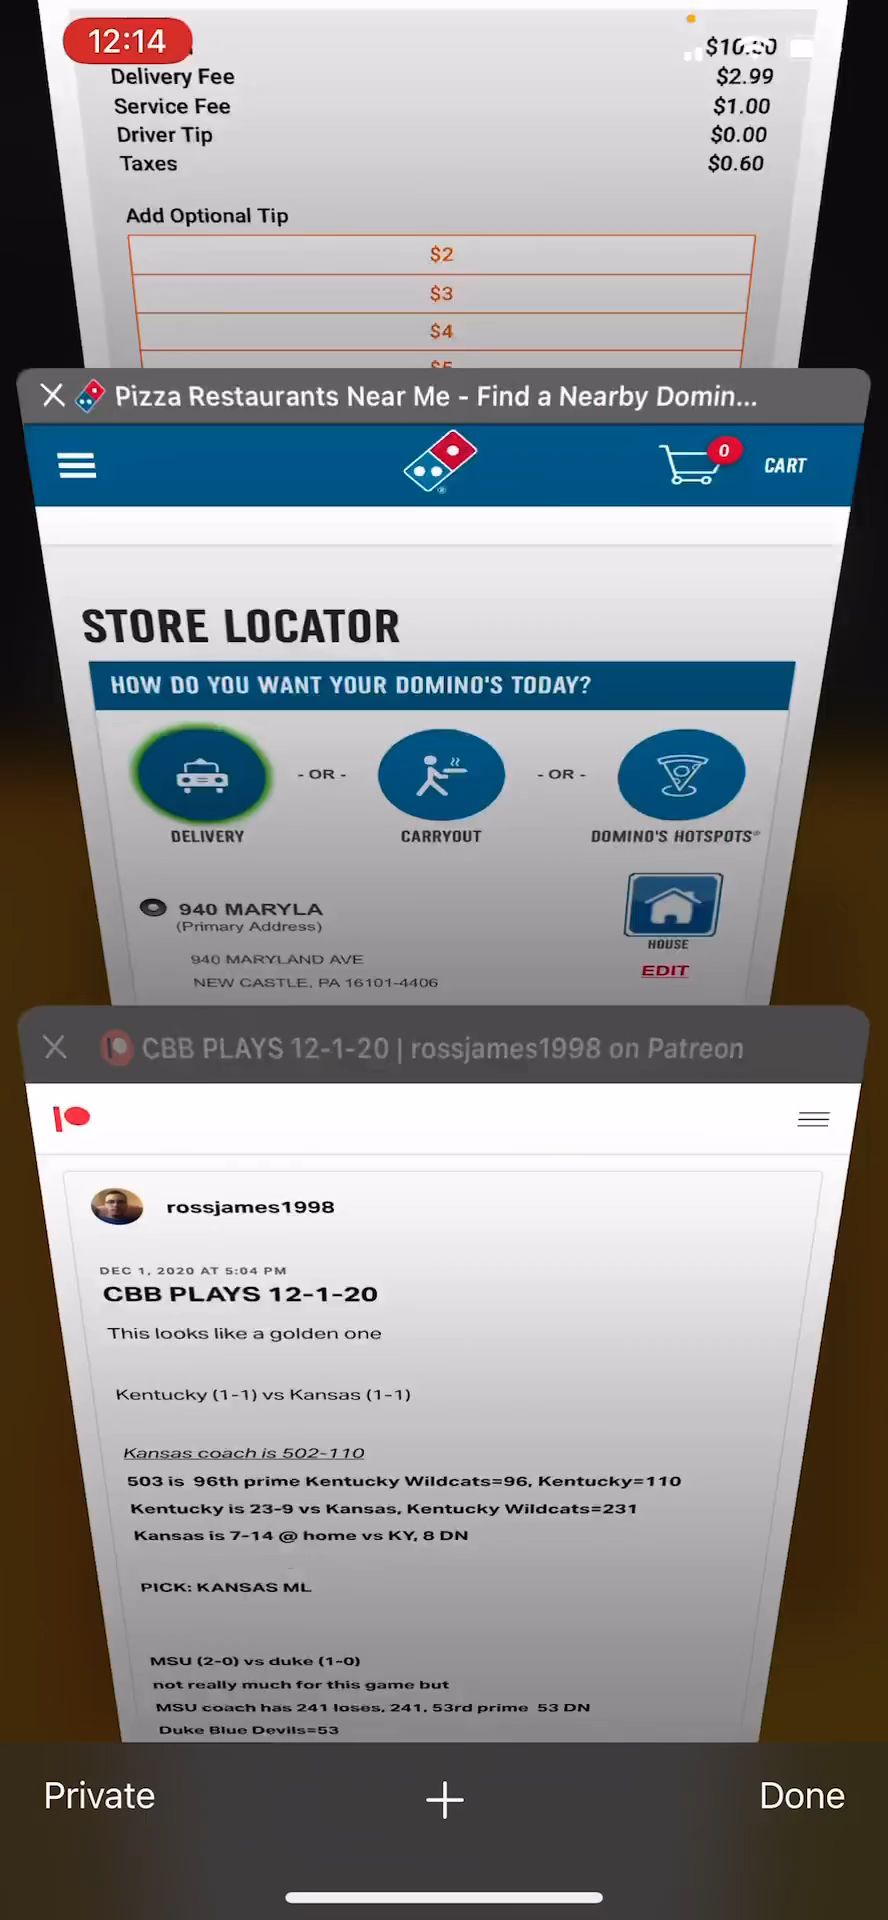 12:14
Delivery Fee $2.99
Service Fee $1.00
Driver Tip $0.00
Taxes $0.60
Add Optional Tip
$2
$3
$4
$5
Pizza Restaurants Near Me - Find a Nearby Domin...
0
CART
STORE LOCATOR
HOW DO YOU WANT YOUR DOMINO'S TODAY?
- OR -
- OR -
DELIVERY
CARRYOUT
DOMINO'S HOTSPOTS®
940 MARYLA
(Primary Address)
940 MARYLAND AVE
NEW CASTLE, PA 16101-4406
HOUSE
EDIT
CBB PLAYS 12-1-20 | rossjames1998 on Patreon
rossjames1998
DEC 1, 2020 AT 5:04 PM
CBB PLAYS 12-1-20
This looks like a golden one
Kentucky (1-1) vs Kansas (1-1)
Kansas coach is 502-110
503 is 96th prime Kentucky Wildcats=96, Kentucky=110
Kentucky is 23-9 vs Kansas, Kentucky Wildcats=231
Kansas is 7-14 @ home vs KY, 8 DN
PICK: KANSAS ML
MSU (2-0) vs duke (1-0)
not really much for this game but
MSU coach has 241 loses, 241, 53rd prime 53 DN
Duke Blue Devils=53
Private
Done